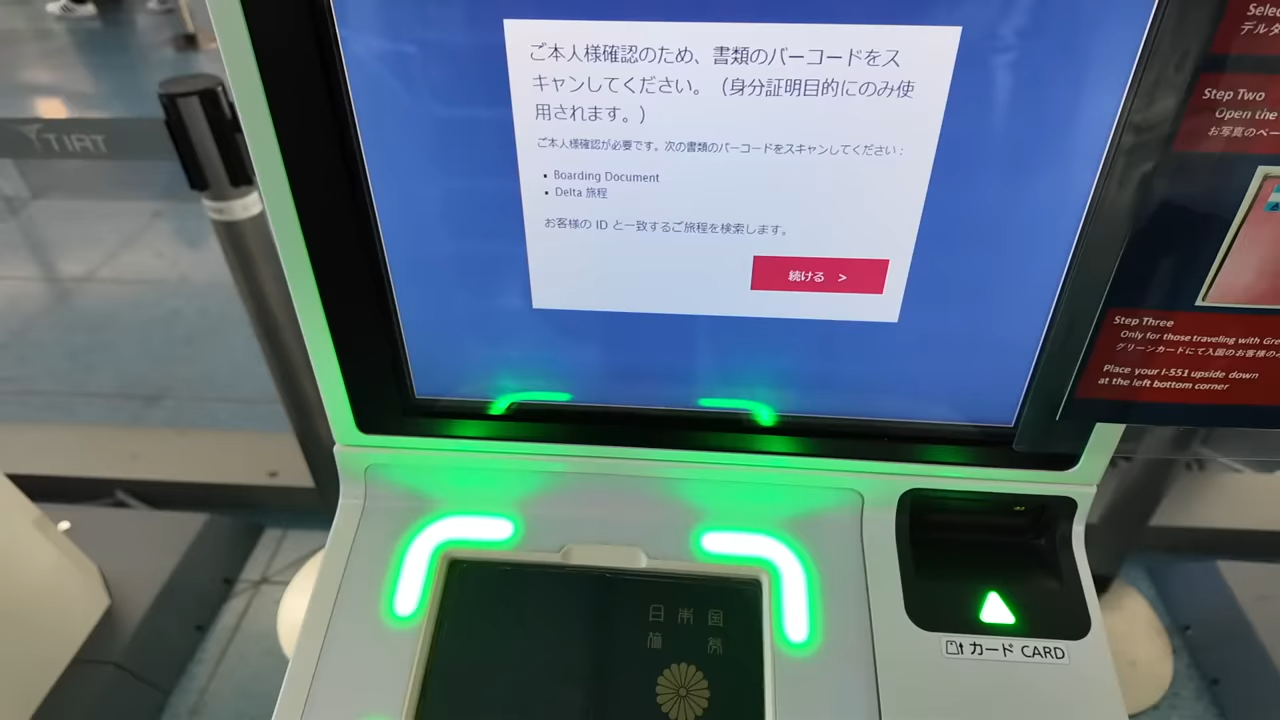 ご本人様確認のため、書類のバーコードをス
キャンしてください。（身分証明目的にのみ使
用されます。)
ご本人様確認が必要です。次の書類のバーコードをスキャンしてください：
• Boarding Document
• Delta 旅程
お客様の ID と一致するご旅程を検索します。
続ける >
TIAT
デルタ
Step Two
Open the
お写真のペー
Step Three
Only for those traveling with Gre
グリーンカードにて入国のお客様の
Place your I-551 upside down
at the left bottom corner
日本国
旅券
カード CARD